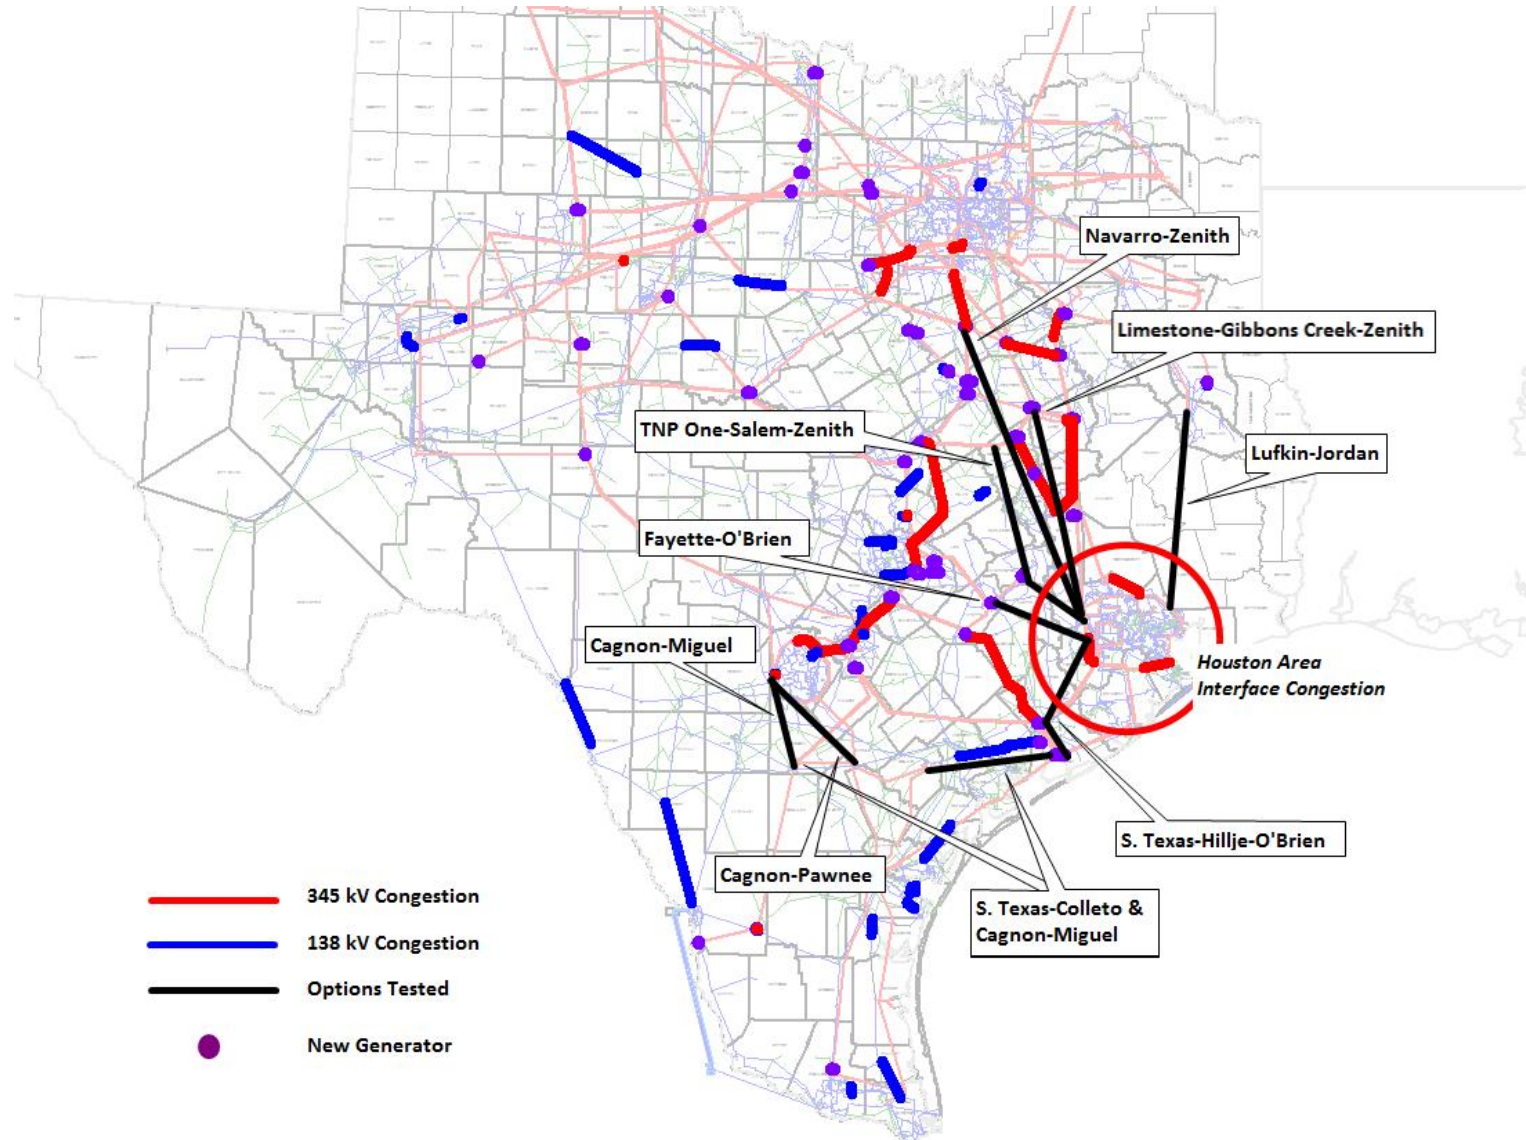 Navarro-Zenith
Limestone-Gibbons Creek-Zenith
TNP One-Salem-Zenith
Lufkin-Jordan
Fayette-O'Brien
Cagnon-Miguel
Houston Area
Interface Congestion
S. Texas-Hillje-O'Brien
Cagnon-Pawnee
S. Texas-Colleto &
Cagnon-Miguel
345 kV Congestion
138 kV Congestion
Options Tested
New Generator